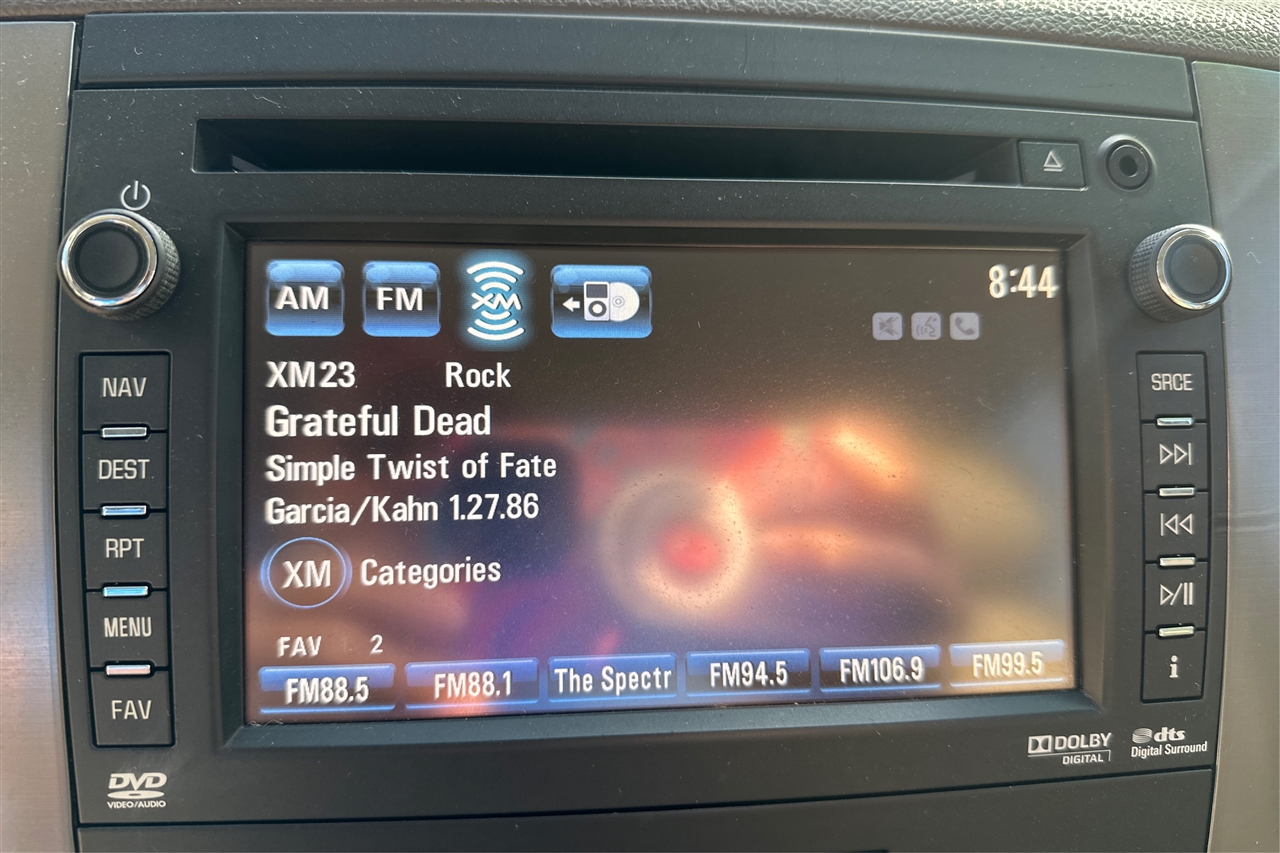 AM FM XM 8:44
XM23 Rock
Grateful Dead
Simple Twist of Fate
Garcia/Kahn 1.27.86
XM Categories
FAV 2
FM88.5 FM88.1 The Spectr FM94.5 FM106.9 FM99.5
NAV
DEST
RPT
MENU
FAV
SRCE
i
DVD
VIDEO/AUDIO
DOLBY
DIGITAL
dts
Digital Surround